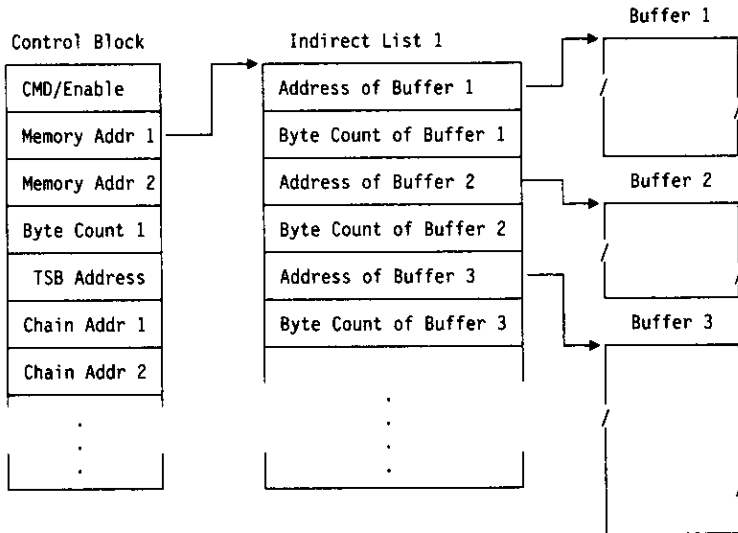 Control Block
CMD/Enable
Memory Addr 1
Memory Addr 2
Byte Count 1
TSB Address
Chain Addr 1
Chain Addr 2
Indirect List 1
Address of Buffer 1
Byte Count of Buffer 1
Address of Buffer 2
Byte Count of Buffer 2
Address of Buffer 3
Byte Count of Buffer 3
Buffer 1
Buffer 2
Buffer 3